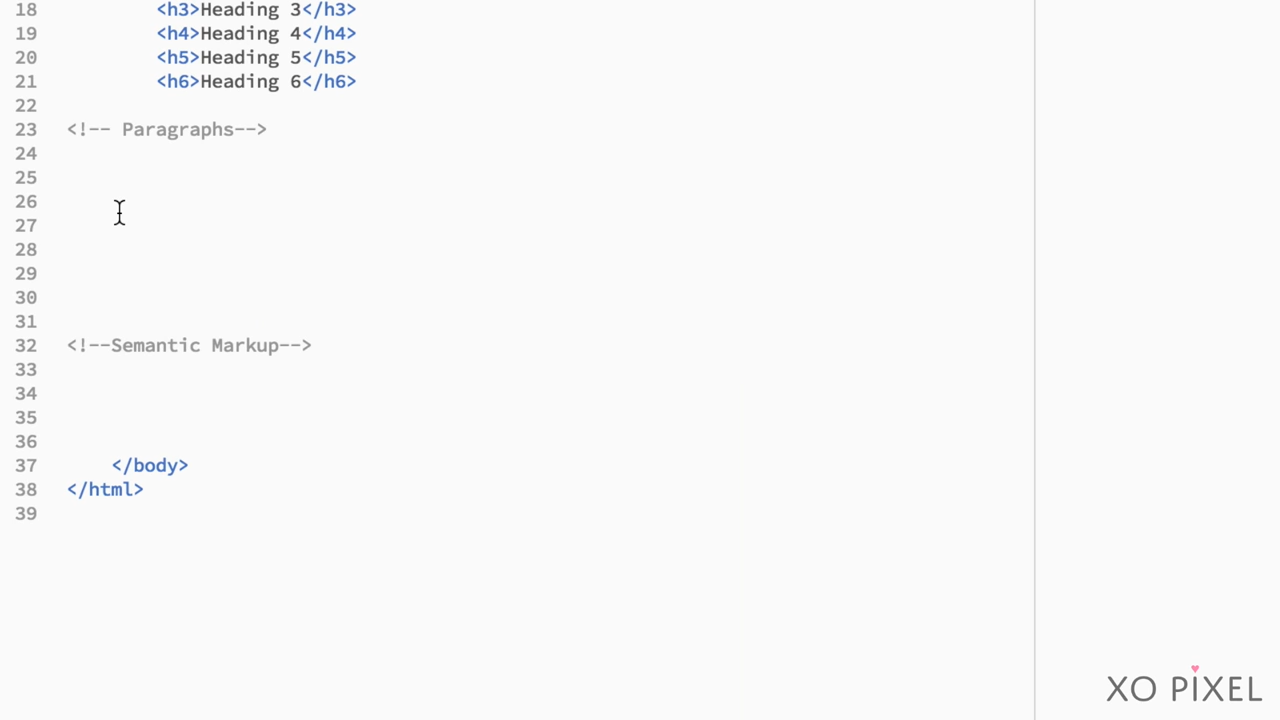 18 <h3>Heading 3</h3>
19 <h4>Heading 4</h4>
20 <h5>Heading 5</h5>
21 <h6>Heading 6</h6>
22
23 <!-- Paragraphs-->
24
25
26
27
28
29
30
31
32 <!--Semantic Markup-->
33
34
35
36
37 </body>
38 </html>
39
XO PIXEL